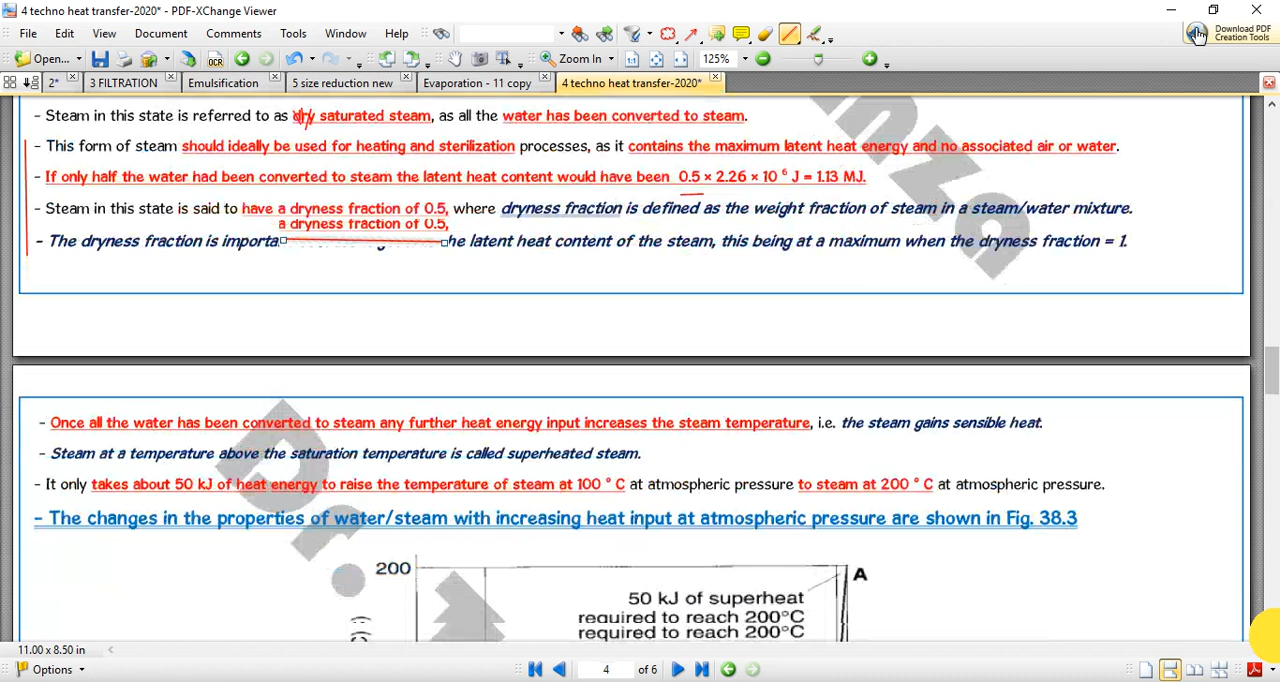 4 techno heat transfer-2020* - PDF-XChange Viewer
File Edit View Document Comments Tools Window Help
Download PDF
Creation Tools
Open... OCR Zoom In 125%
2* 3 FILTRATION Emulsification 5 size reduction new Evaporation - 11 copy 4 techno heat transfer-2020*
- Steam in this state is referred to as dry saturated steam, as all the water has been converted to steam.
- This form of steam should ideally be used for heating and sterilization processes, as it contains the maximum latent heat energy and no associated air or water.
- If only half the water had been converted to steam the latent heat content would have been 0.5 × 2.26 × 10 ⁶ J = 1.13 MJ.
- Steam in this state is said to have a dryness fraction of 0.5, where dryness fraction is defined as the weight fraction of steam in a steam/water mixture.
a dryness fraction of 0.5,
- The dryness fraction is importa he latent heat content of the steam, this being at a maximum when the dryness fraction = 1.
- Once all the water has been converted to steam any further heat energy input increases the steam temperature, i.e. the steam gains sensible heat.
- Steam at a temperature above the saturation temperature is called superheated steam.
- It only takes about 50 kJ of heat energy to raise the temperature of steam at 100 ° C at atmospheric pressure to steam at 200 ° C at atmospheric pressure.
- The changes in the properties of water/steam with increasing heat input at atmospheric pressure are shown in Fig. 38.3
200
A
50 kJ of superheat
required to reach 200°C
required to reach 200°C
11.00 x 8.50 in
Options 4 of 6